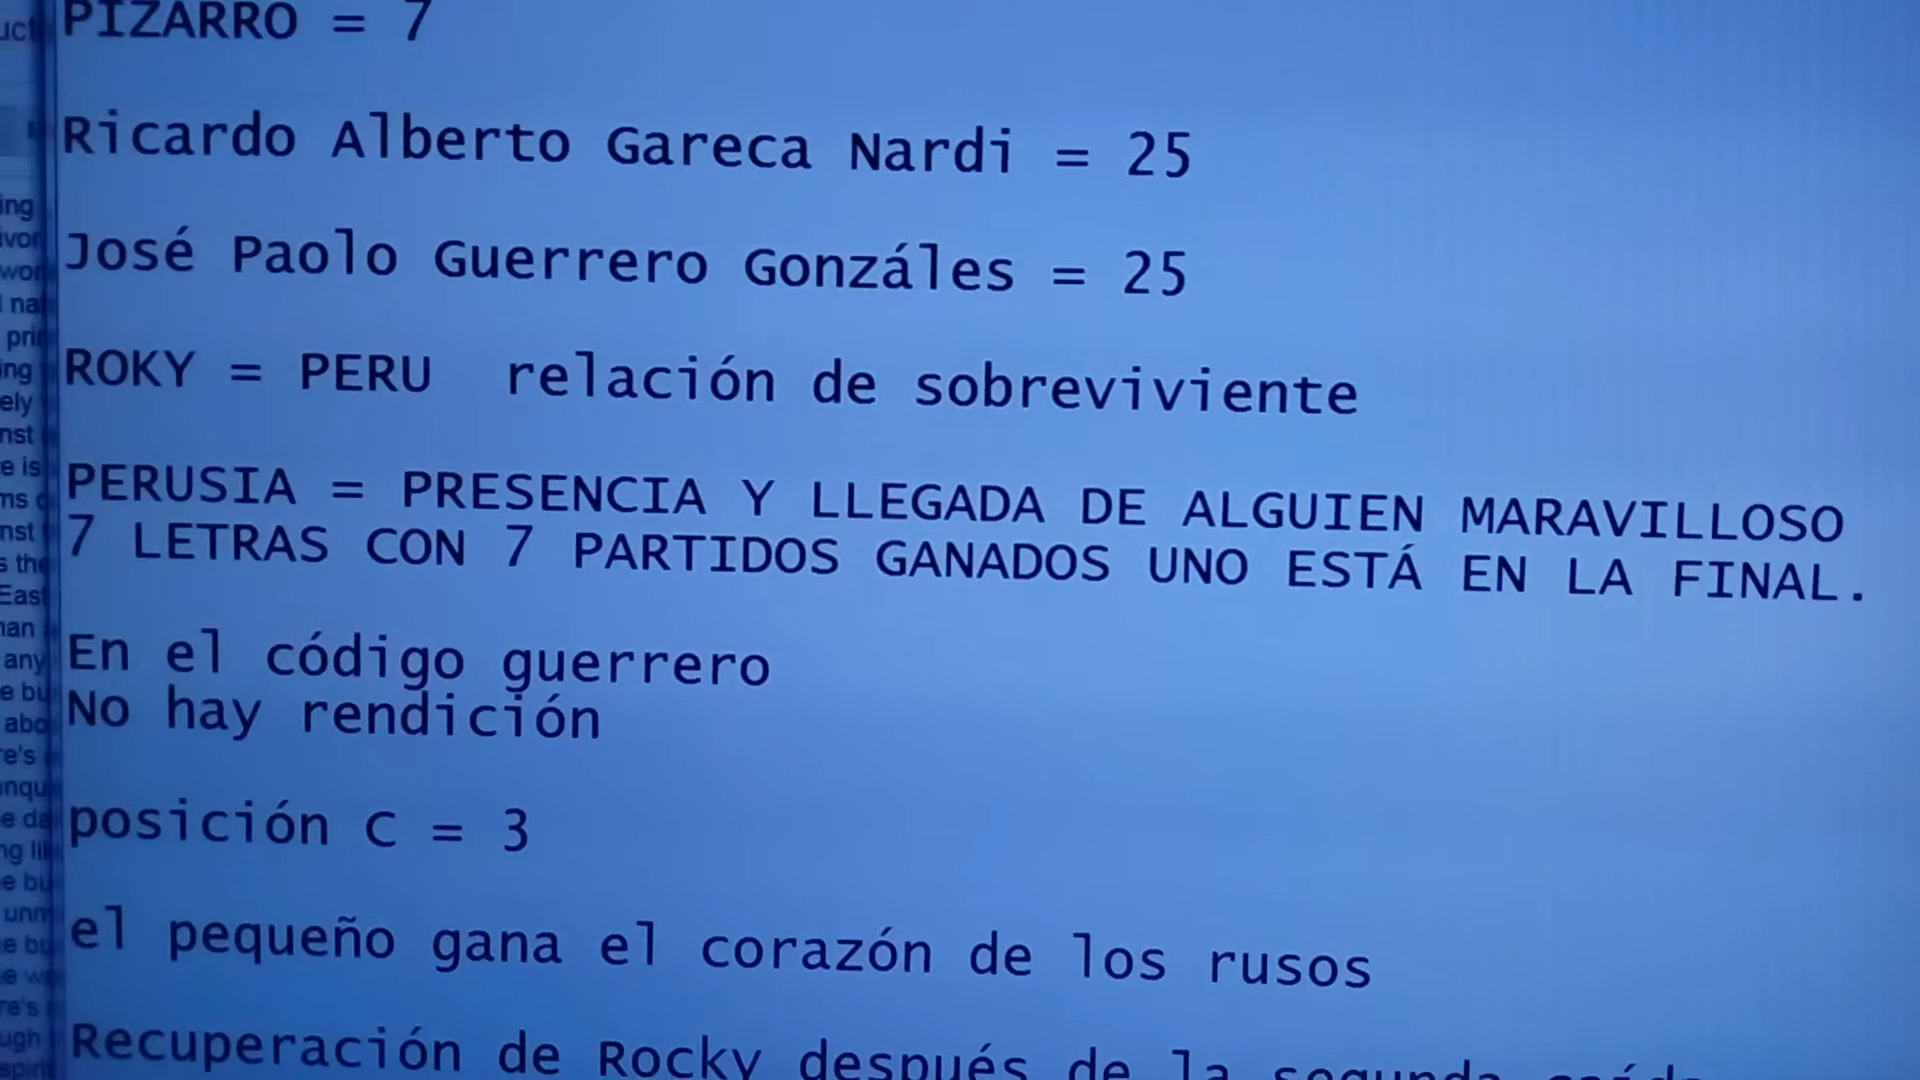 PIZARRO = 7
Ricardo Alberto Gareca Nardi = 25
José Paolo Guerrero Gonzáles = 25
ROKY = PERU relación de sobreviviente
PERUSIA = PRESENCIA Y LLEGADA DE ALGUIEN MARAVILLOSO
7 LETRAS CON 7 PARTIDOS GANADOS UNO ESTÁ EN LA FINAL.
En el código guerrero
No hay rendición
posición C = 3
el pequeño gana el corazón de los rusos
Recuperación de Rocky después de la segunda caída